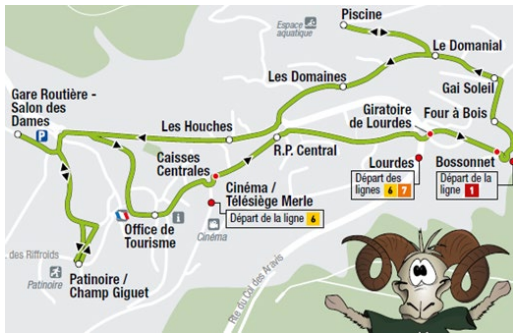 Piscine
Espace
aquatique
Le Domanial
Les Domaines
Gai Soleil
Gare Routière -
Salon des
Dames
P
Giratoire
de Lourdes
Four à Bois
Les Houches
R.P. Central
Caisses
Centrales
Lourdes
Départ des
lignes 6 7
Bossonnet
Départ de la
ligne 1
Cinéma /
Télésiège Merle
Départ de la ligne 6
Office de
Tourisme
i
Cinéma
des Riffroids
Patinoire
Patinoire /
Champ Giguet
Rte du Col des Aravis